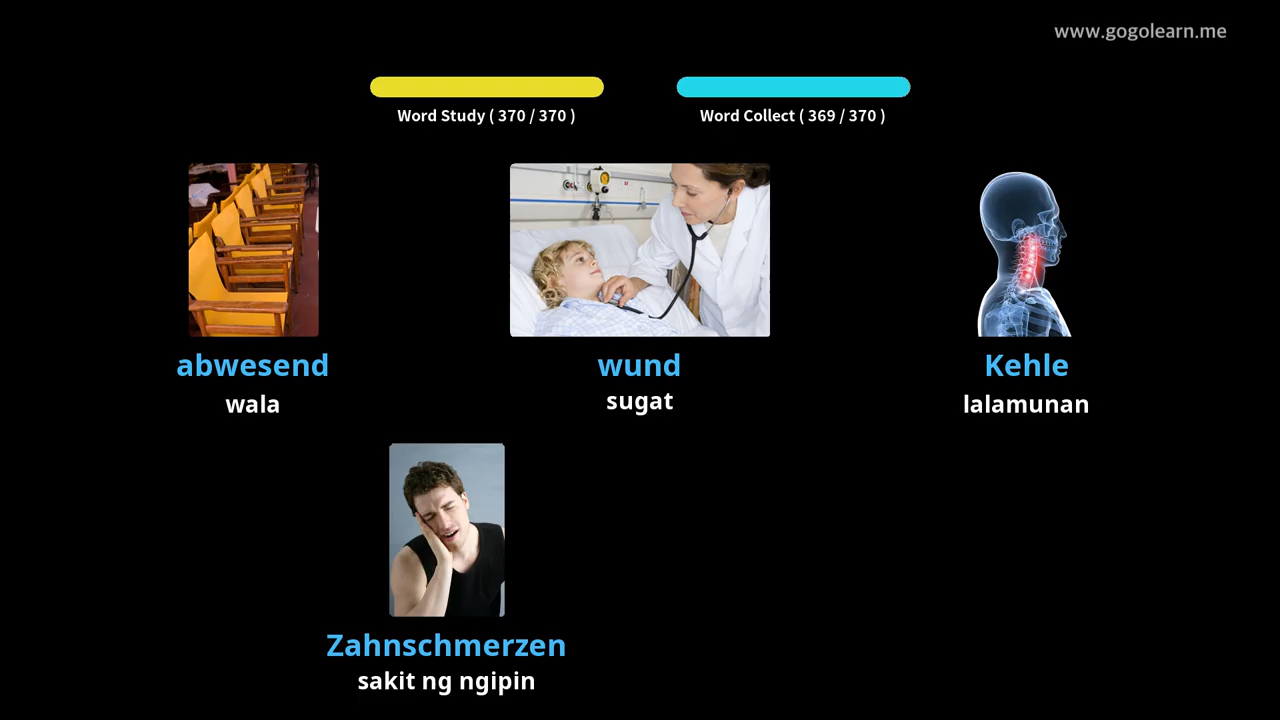 www.gogolearn.me
Word Study ( 370 / 370 )
Word Collect ( 369 / 370 )
abwesend
wala
wund
sugat
Kehle
lalamunan
Zahnschmerzen
sakit ng ngipin